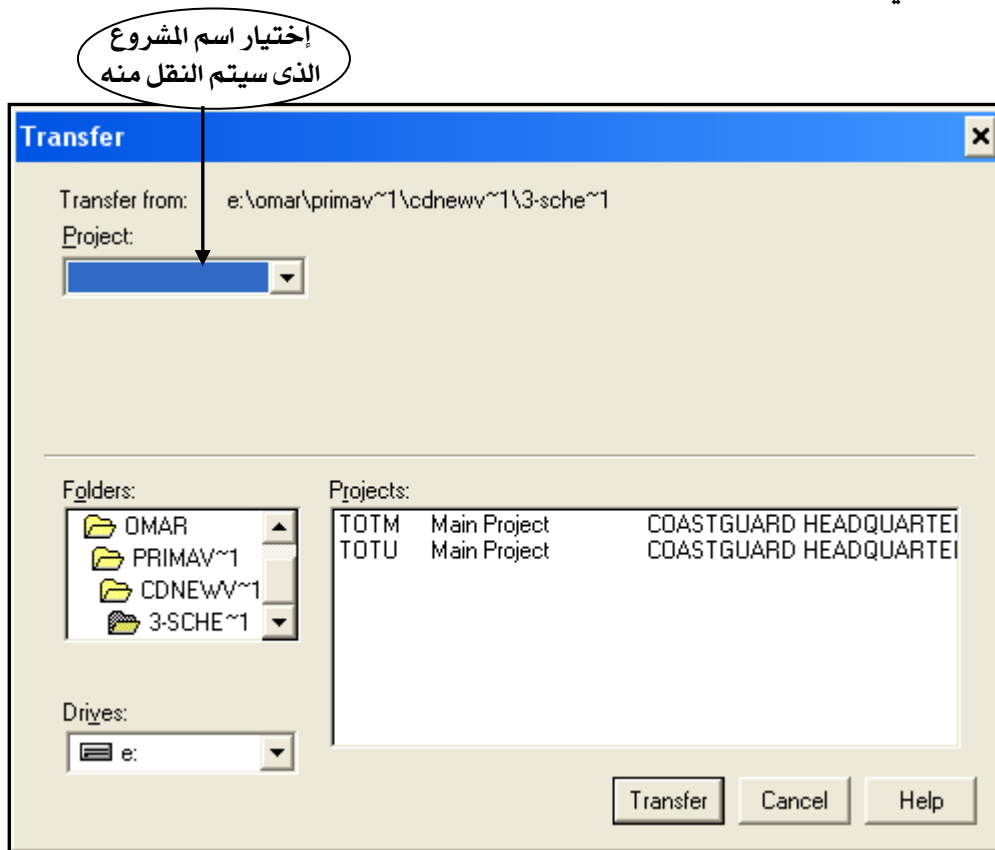 إختيار اسم المشروع
الذى سيتم النقل منه
Transfer
Transfer from: e:\omar\primav~1\cdnewv~1\3-sche~1
Project:
Folders:
OMAR
PRIMAV~1
CDNEWV~1
3-SCHE~1
Projects:
TOTM Main Project COASTGUARD HEADQUARTEI
TOTU Main Project COASTGUARD HEADQUARTEI
Drives:
e:
Transfer Cancel Help